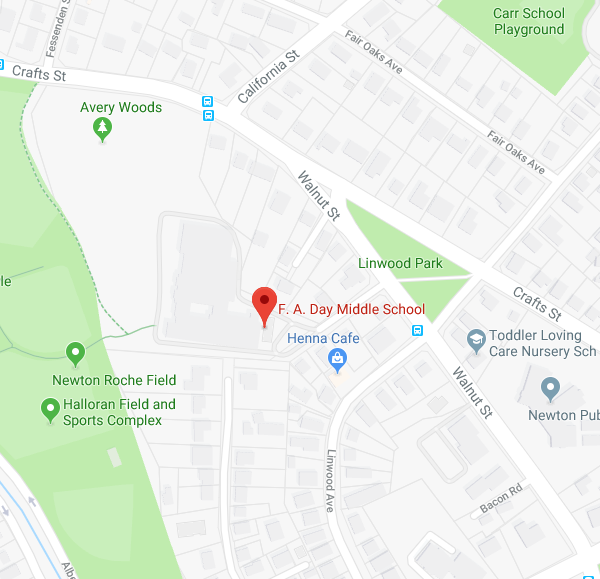 Fessenden St
Carr School
Playground
Crafts St
California St
Fair Oaks Ave
Avery Woods
Fair Oaks Ave
Walnut St
Linwood Park
le
F. A. Day Middle School
Crafts St
Henna Cafe
Toddler Loving
Care Nursery Sch
Newton Roche Field
Halloran Field and
Sports Complex
Walnut St
Newton Pub
Linwood Ave
Bacon Rd
Albe